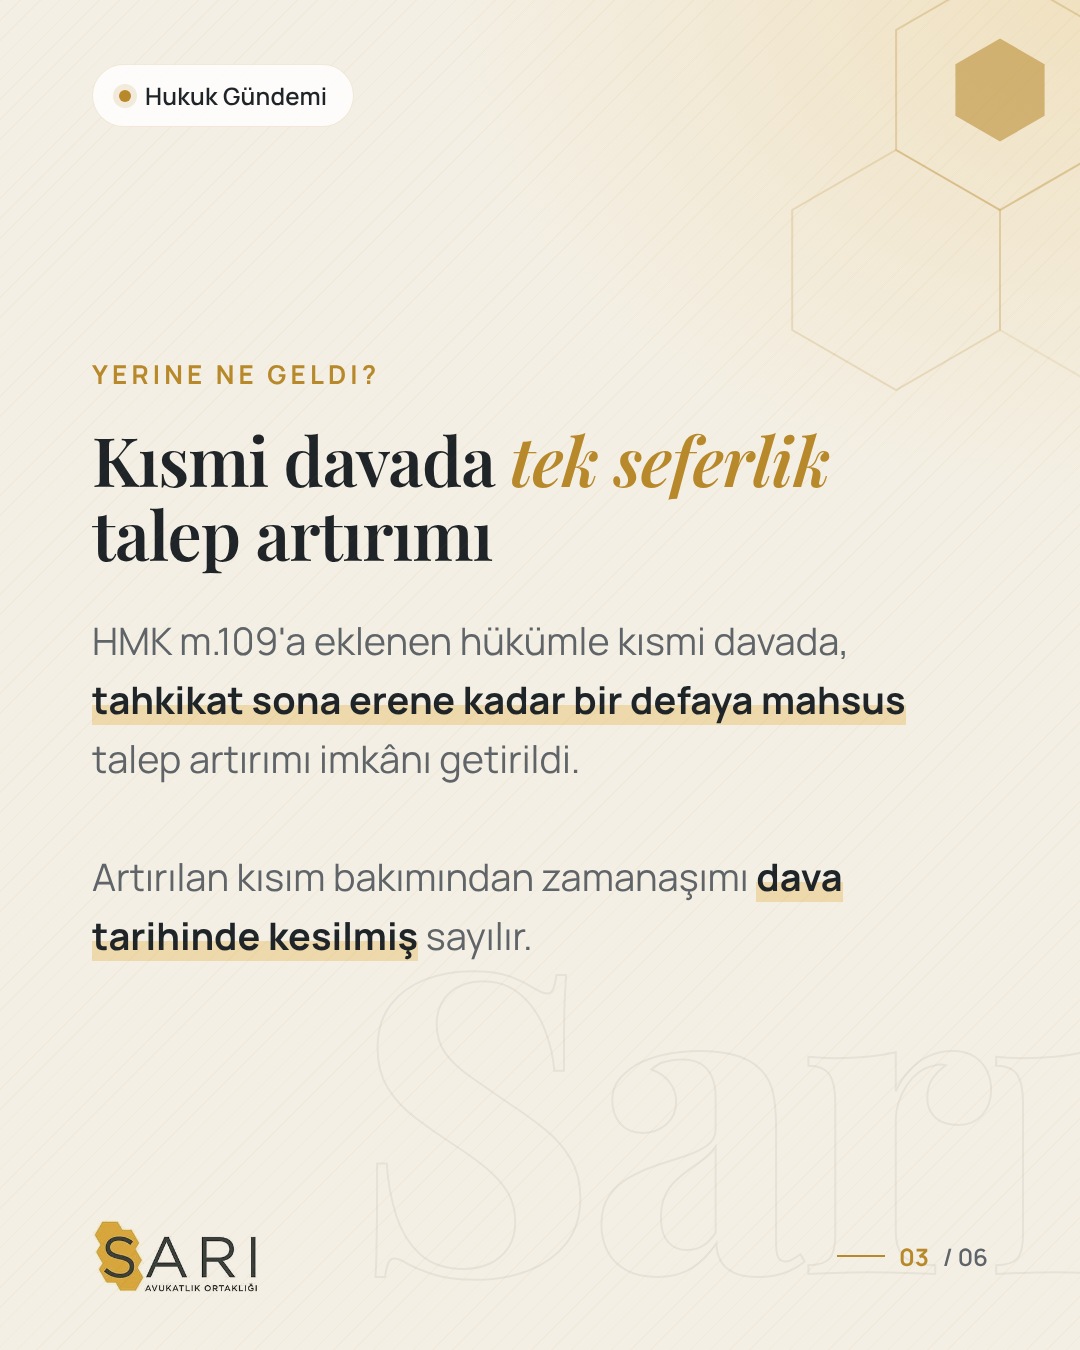 Hukuk Gündemi
YERINE NE GELDI?
Kısmi davada tek seferlik
talep artırımı
HMK m.109'a eklenen hükümle kısmi davada,
tahkikat sona erene kadar bir defaya mahsus
talep artırımı imkânı getirildi.
Artırılan kısım bakımından zamanaşımı dava
tarihinde kesilmiş sayılır.
Sarı
SARI
AVUKATLIK ORTAKLIĞI
03 / 06